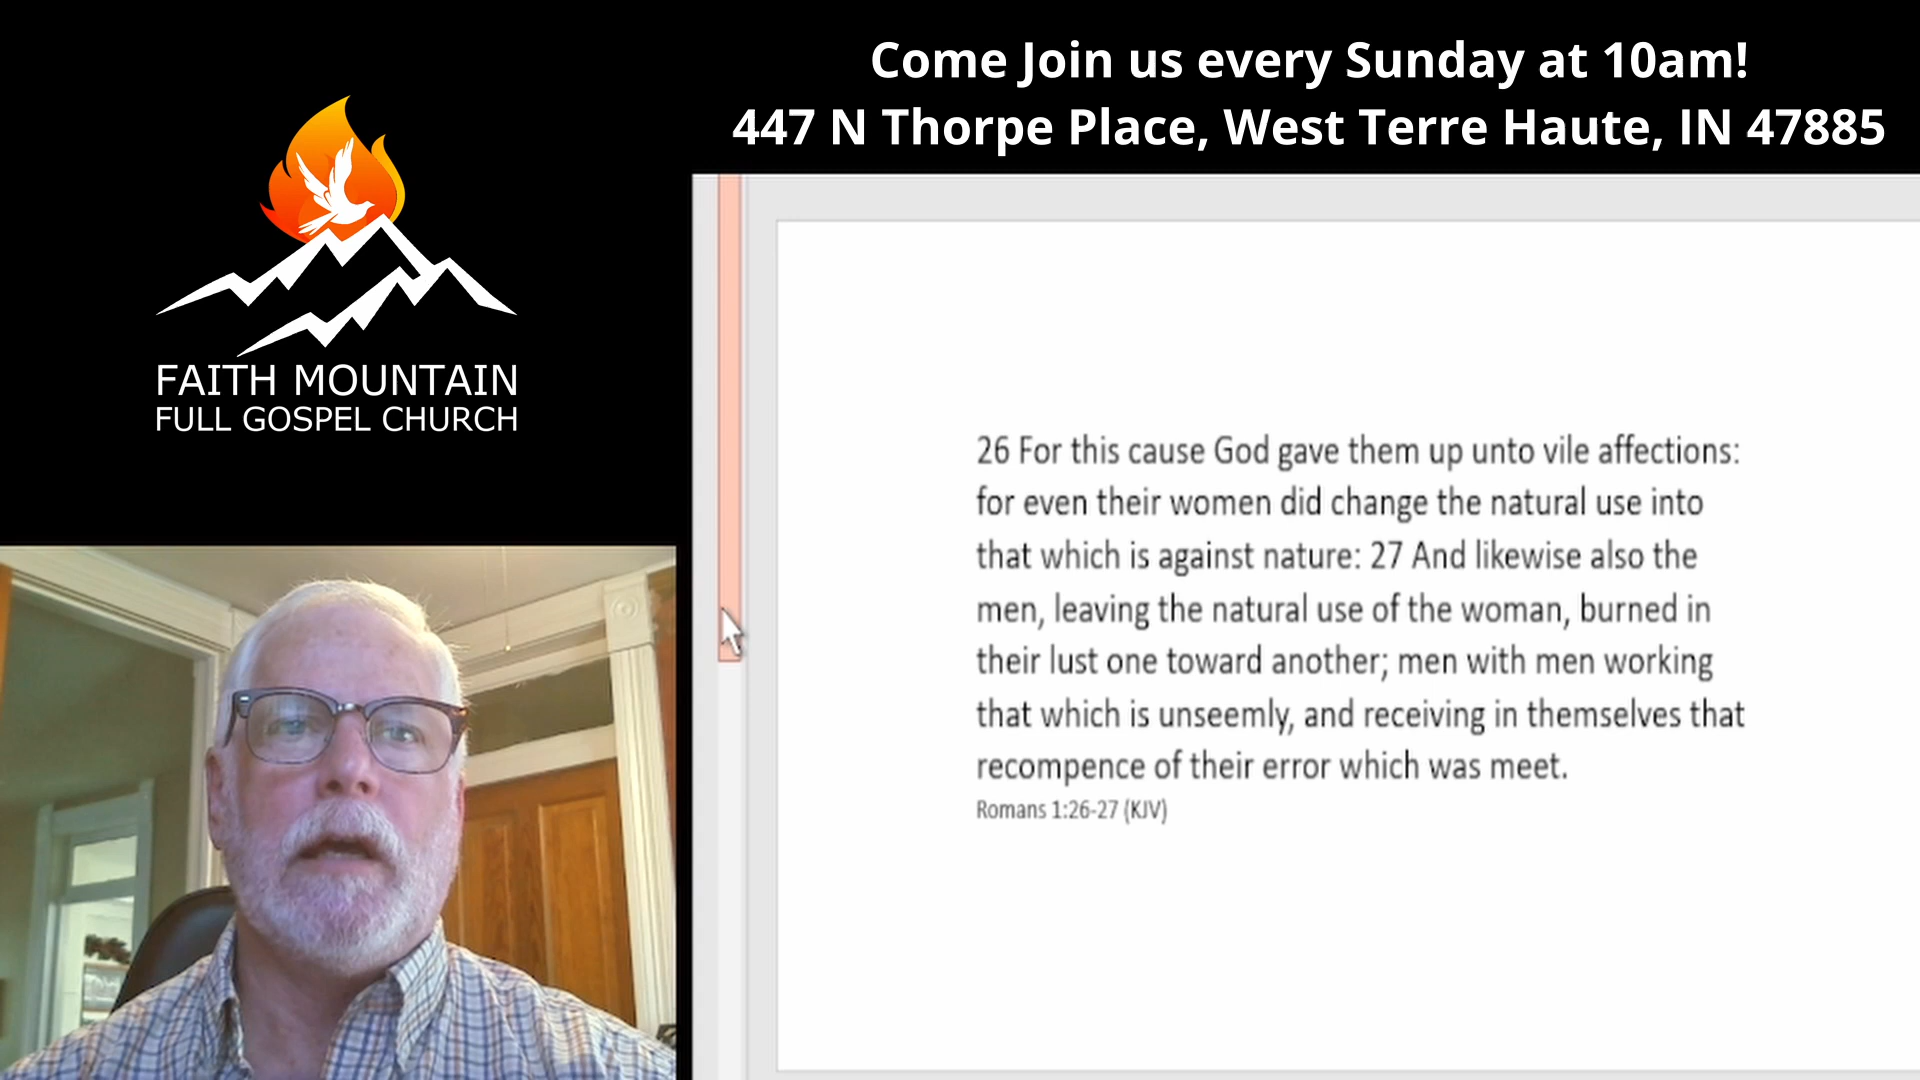 Come Join us every Sunday at 10am!
447 N Thorpe Place, West Terre Haute, IN 47885
FAITH MOUNTAIN
FULL GOSPEL CHURCH
26 For this cause God gave them up unto vile affections:
for even their women did change the natural use into
that which is against nature: 27 And likewise also the
men, leaving the natural use of the woman, burned in
their lust one toward another; men with men working
that which is unseemly, and receiving in themselves that
recompence of their error which was meet.
Romans 1:26-27 (KJV)